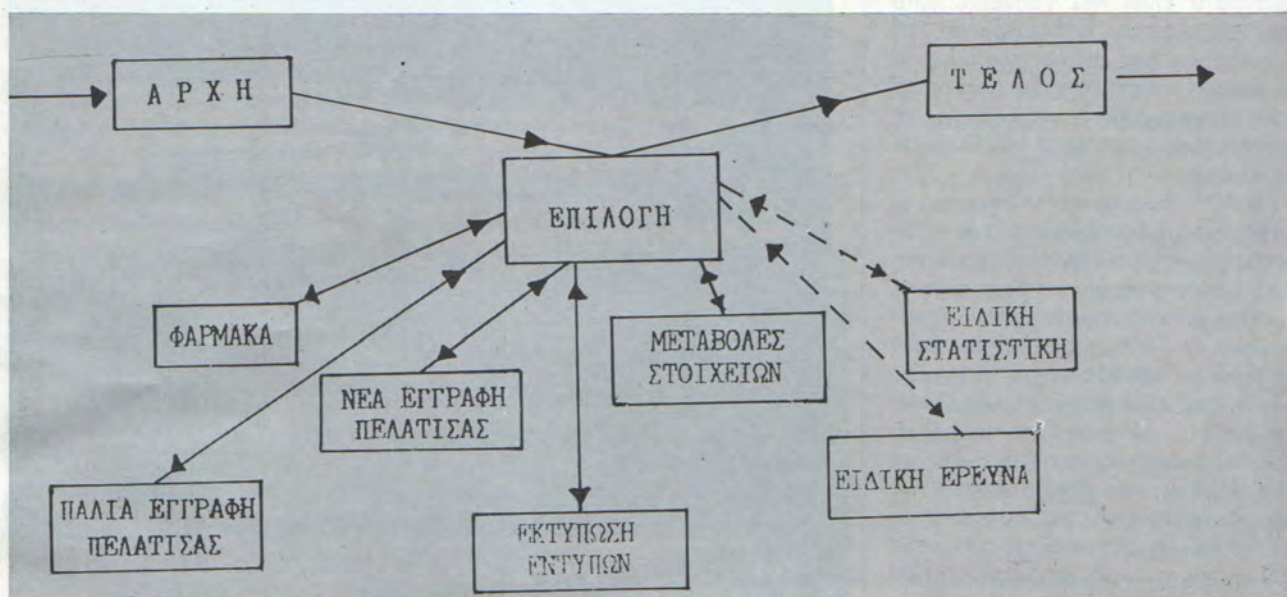 ΑΡΧΗ
ΤΕΛΟΣ
ΕΠΙΛΟΓΗ
ΦΑΡΜΑΚΑ
ΝΕΑ ΕΓΓΡΑΦΗ
ΠΕΛΑΤΙΣΑΣ
ΜΕΤΑΒΟΛΕΣ
ΣΤΟΙΧΕΙΩΝ
ΕΙΔΙΚΗ
ΣΤΑΤΙΣΤΙΚΗ
ΠΑΛΙΑ ΕΓΓΡΑΦΗ
ΠΕΛΑΤΙΣΑΣ
ΕΚΤΥΠΩΣΗ
ΕΝΤΥΠΩΝ
ΕΙΔΙΚΗ ΕΡΕΥΝΑ